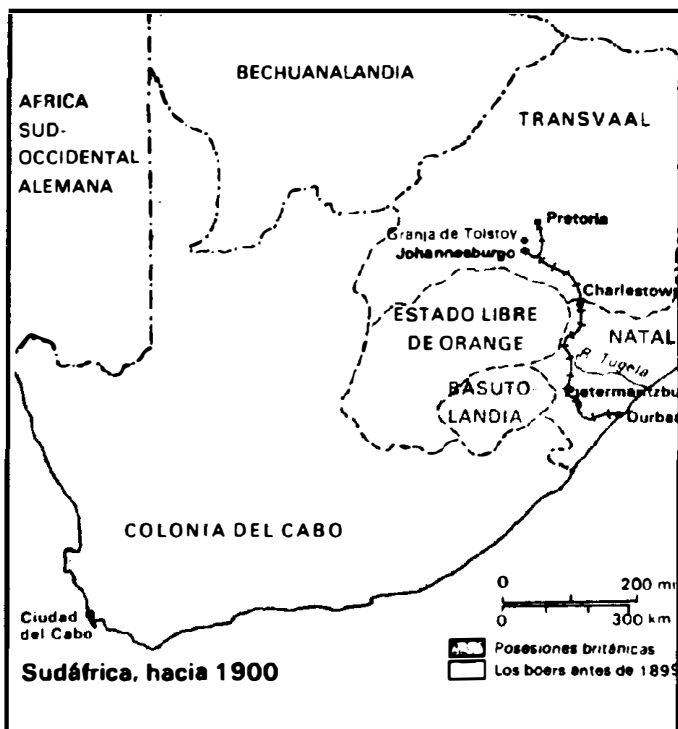 BECHUANALANDIA
AFRICA
SUD-
OCCIDENTAL
ALEMANA
TRANSVAAL
Pretoria
Granja de Tolstoy
Johannesburgo
Charlestow
ESTADO LIBRE
DE ORANGE
NATAL
R. Tugela
BASUTO
LANDIA
Pietermaritzbu
Durba
COLONIA DEL CABO
Ciudad
del Cabo
0 200 mi
0 300 km
Posesiones británicas
Los boers antes de 1899
Sudáfrica, hacia 1900